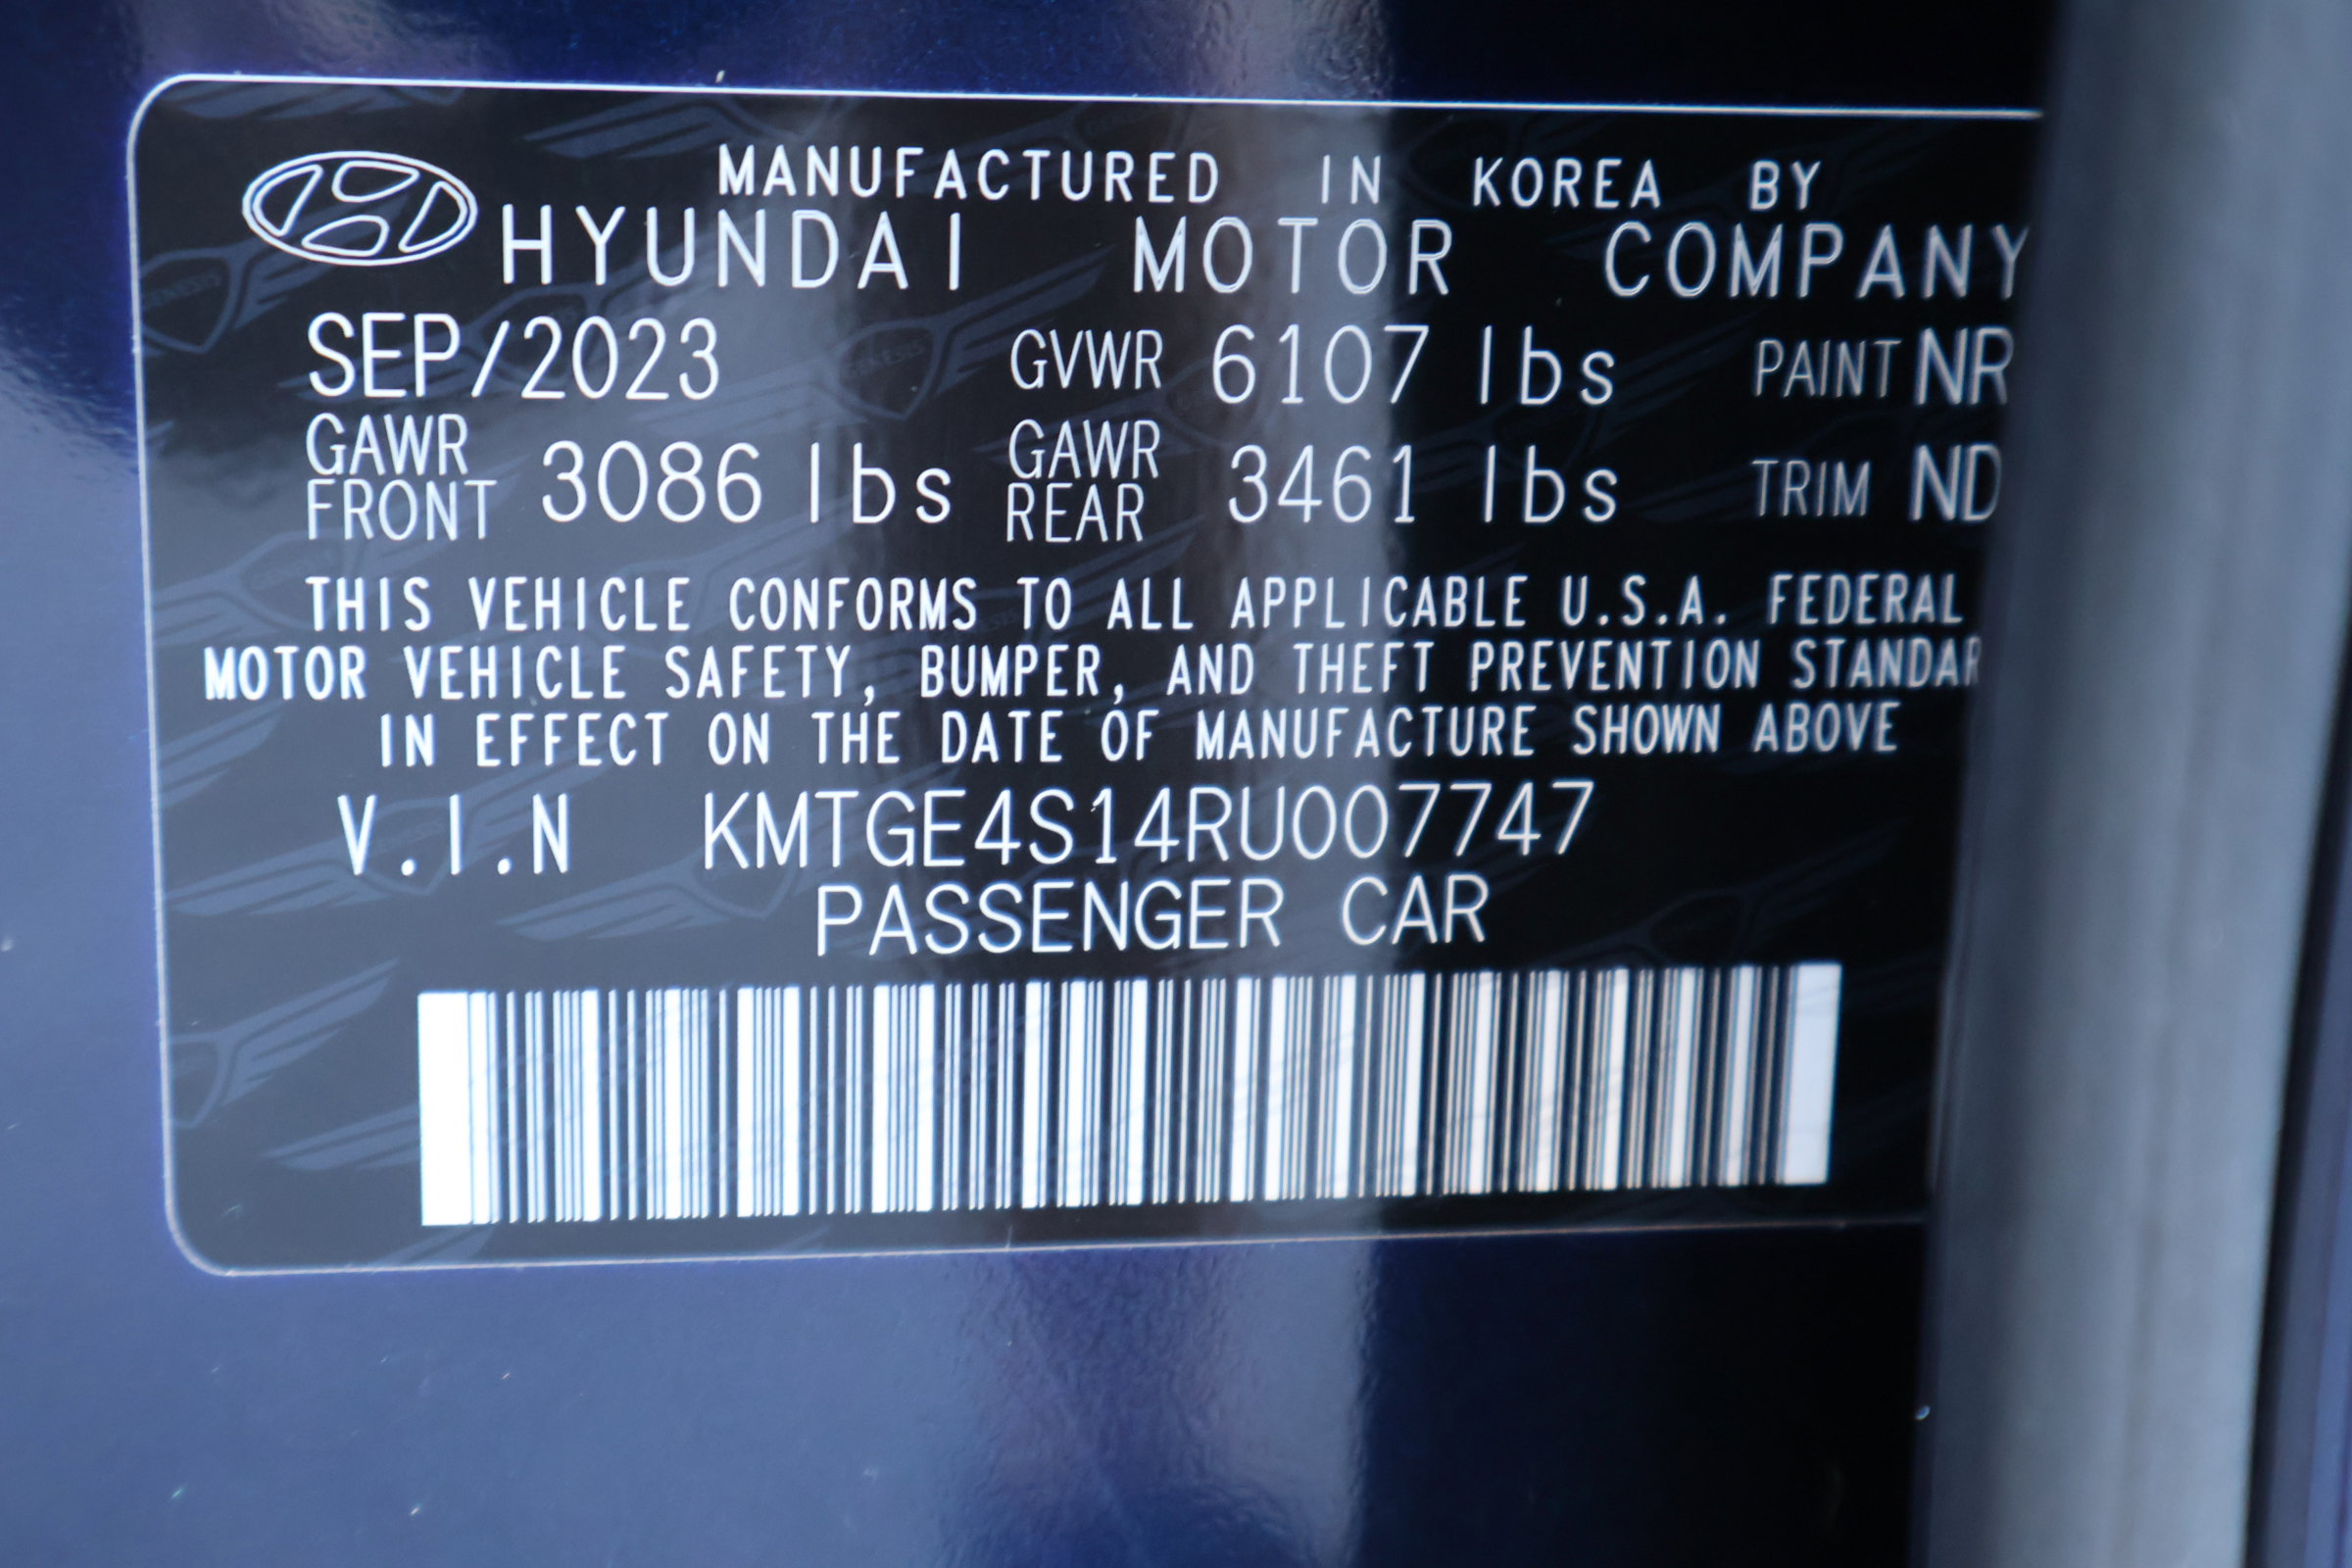 MANUFACTURED IN KOREA BY
HYUNDAI MOTOR COMPANY
SEP/2023 GVWR 6107 lbs PAINT NR
GAWR FRONT 3086 lbs GAWR REAR 3461 lbs TRIM ND
THIS VEHICLE CONFORMS TO ALL APPLICABLE U.S.A. FEDERAL
MOTOR VEHICLE SAFETY, BUMPER, AND THEFT PREVENTION STANDAR
IN EFFECT ON THE DATE OF MANUFACTURE SHOWN ABOVE
V.I.N KMTGE4S14RU007747
PASSENGER CAR